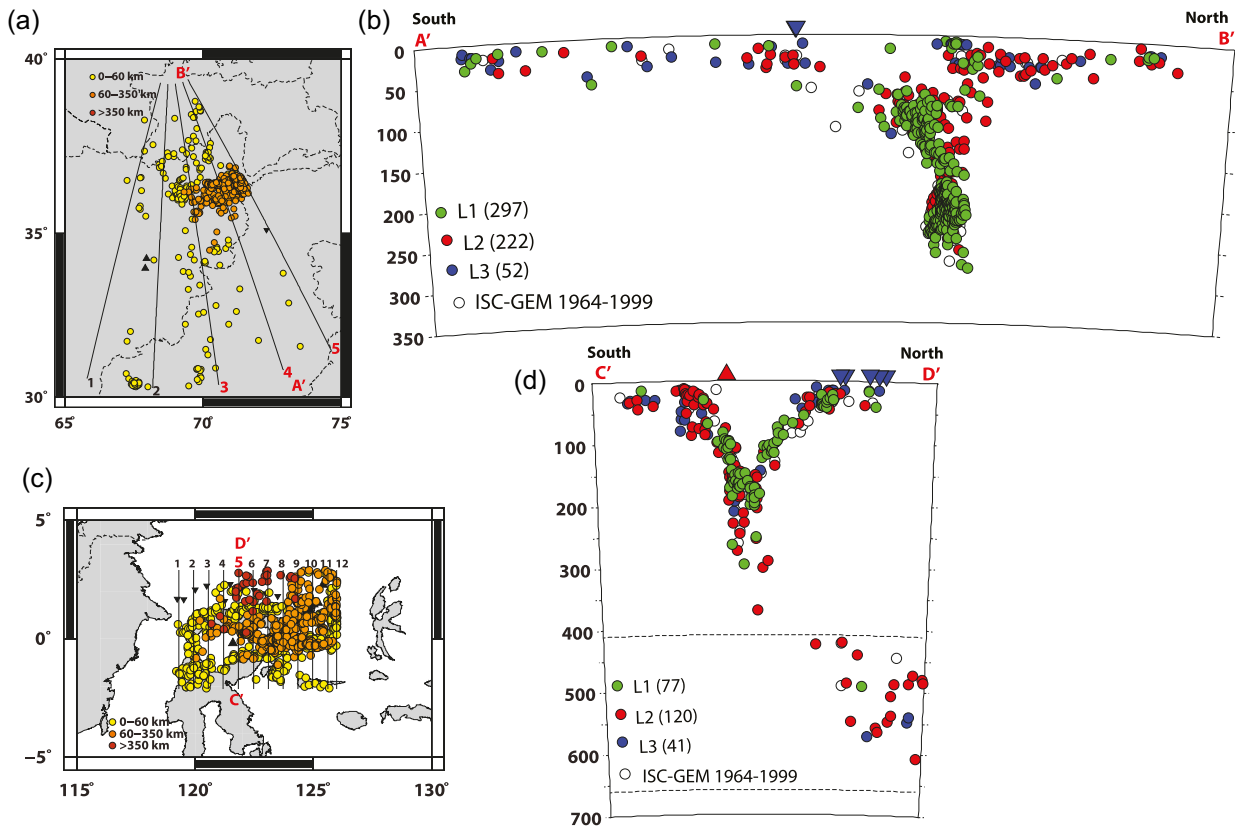 (a)
40°
35°
30°
65°
70°
75°
0–60 km
60–350 km
>350 km
B'
1
2
3
4
A'
5
(b)
South
A'
North
B'
0
50
100
150
200
250
300
350
L1 (297)
L2 (222)
L3 (52)
ISC-GEM 1964-1999
(c)
5°
0°
−5°
115°
120°
125°
130°
D'
1 2 3 4 5 6 7 8 9 10 11 12
C'
0–60 km
60–350 km
>350 km
(d)
South
C'
North
D'
0
100
200
300
400
500
600
700
L1 (77)
L2 (120)
L3 (41)
ISC-GEM 1964-1999